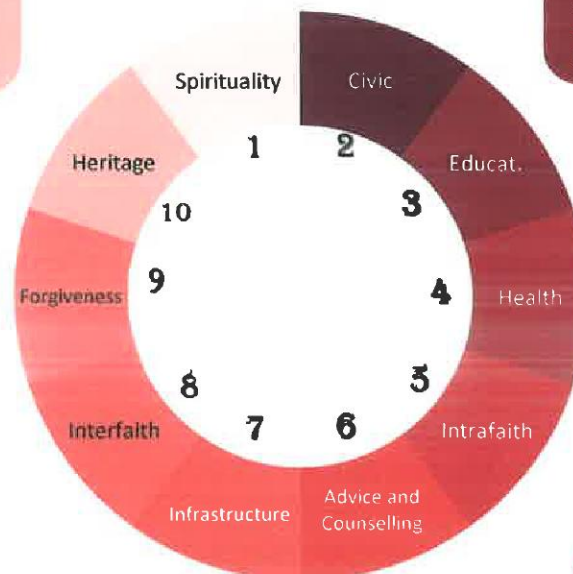 Spirituality
1
Civic
2
Educat.
3
Health
4
Intrafaith
5
Advice and
Counselling
6
Infrastructure
7
Interfaith
8
Forgiveness
9
Heritage
10